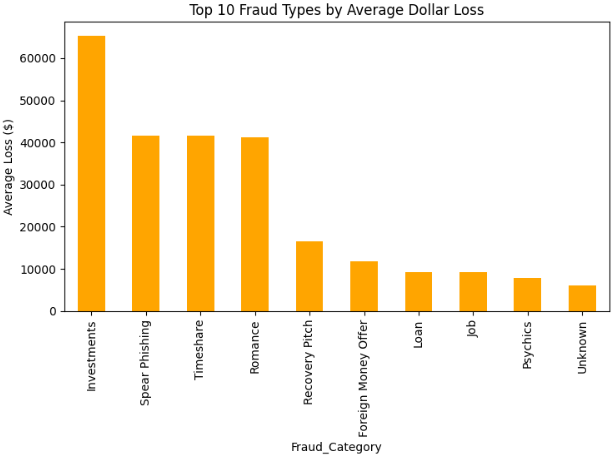 Top 10 Fraud Types by Average Dollar Loss
Average Loss ($)
60000
50000
40000
30000
20000
10000
0
Investments
Spear Phishing
Timeshare
Romance
Recovery Pitch
Foreign Money Offer
Loan
Job
Psychics
Unknown
Fraud_Category